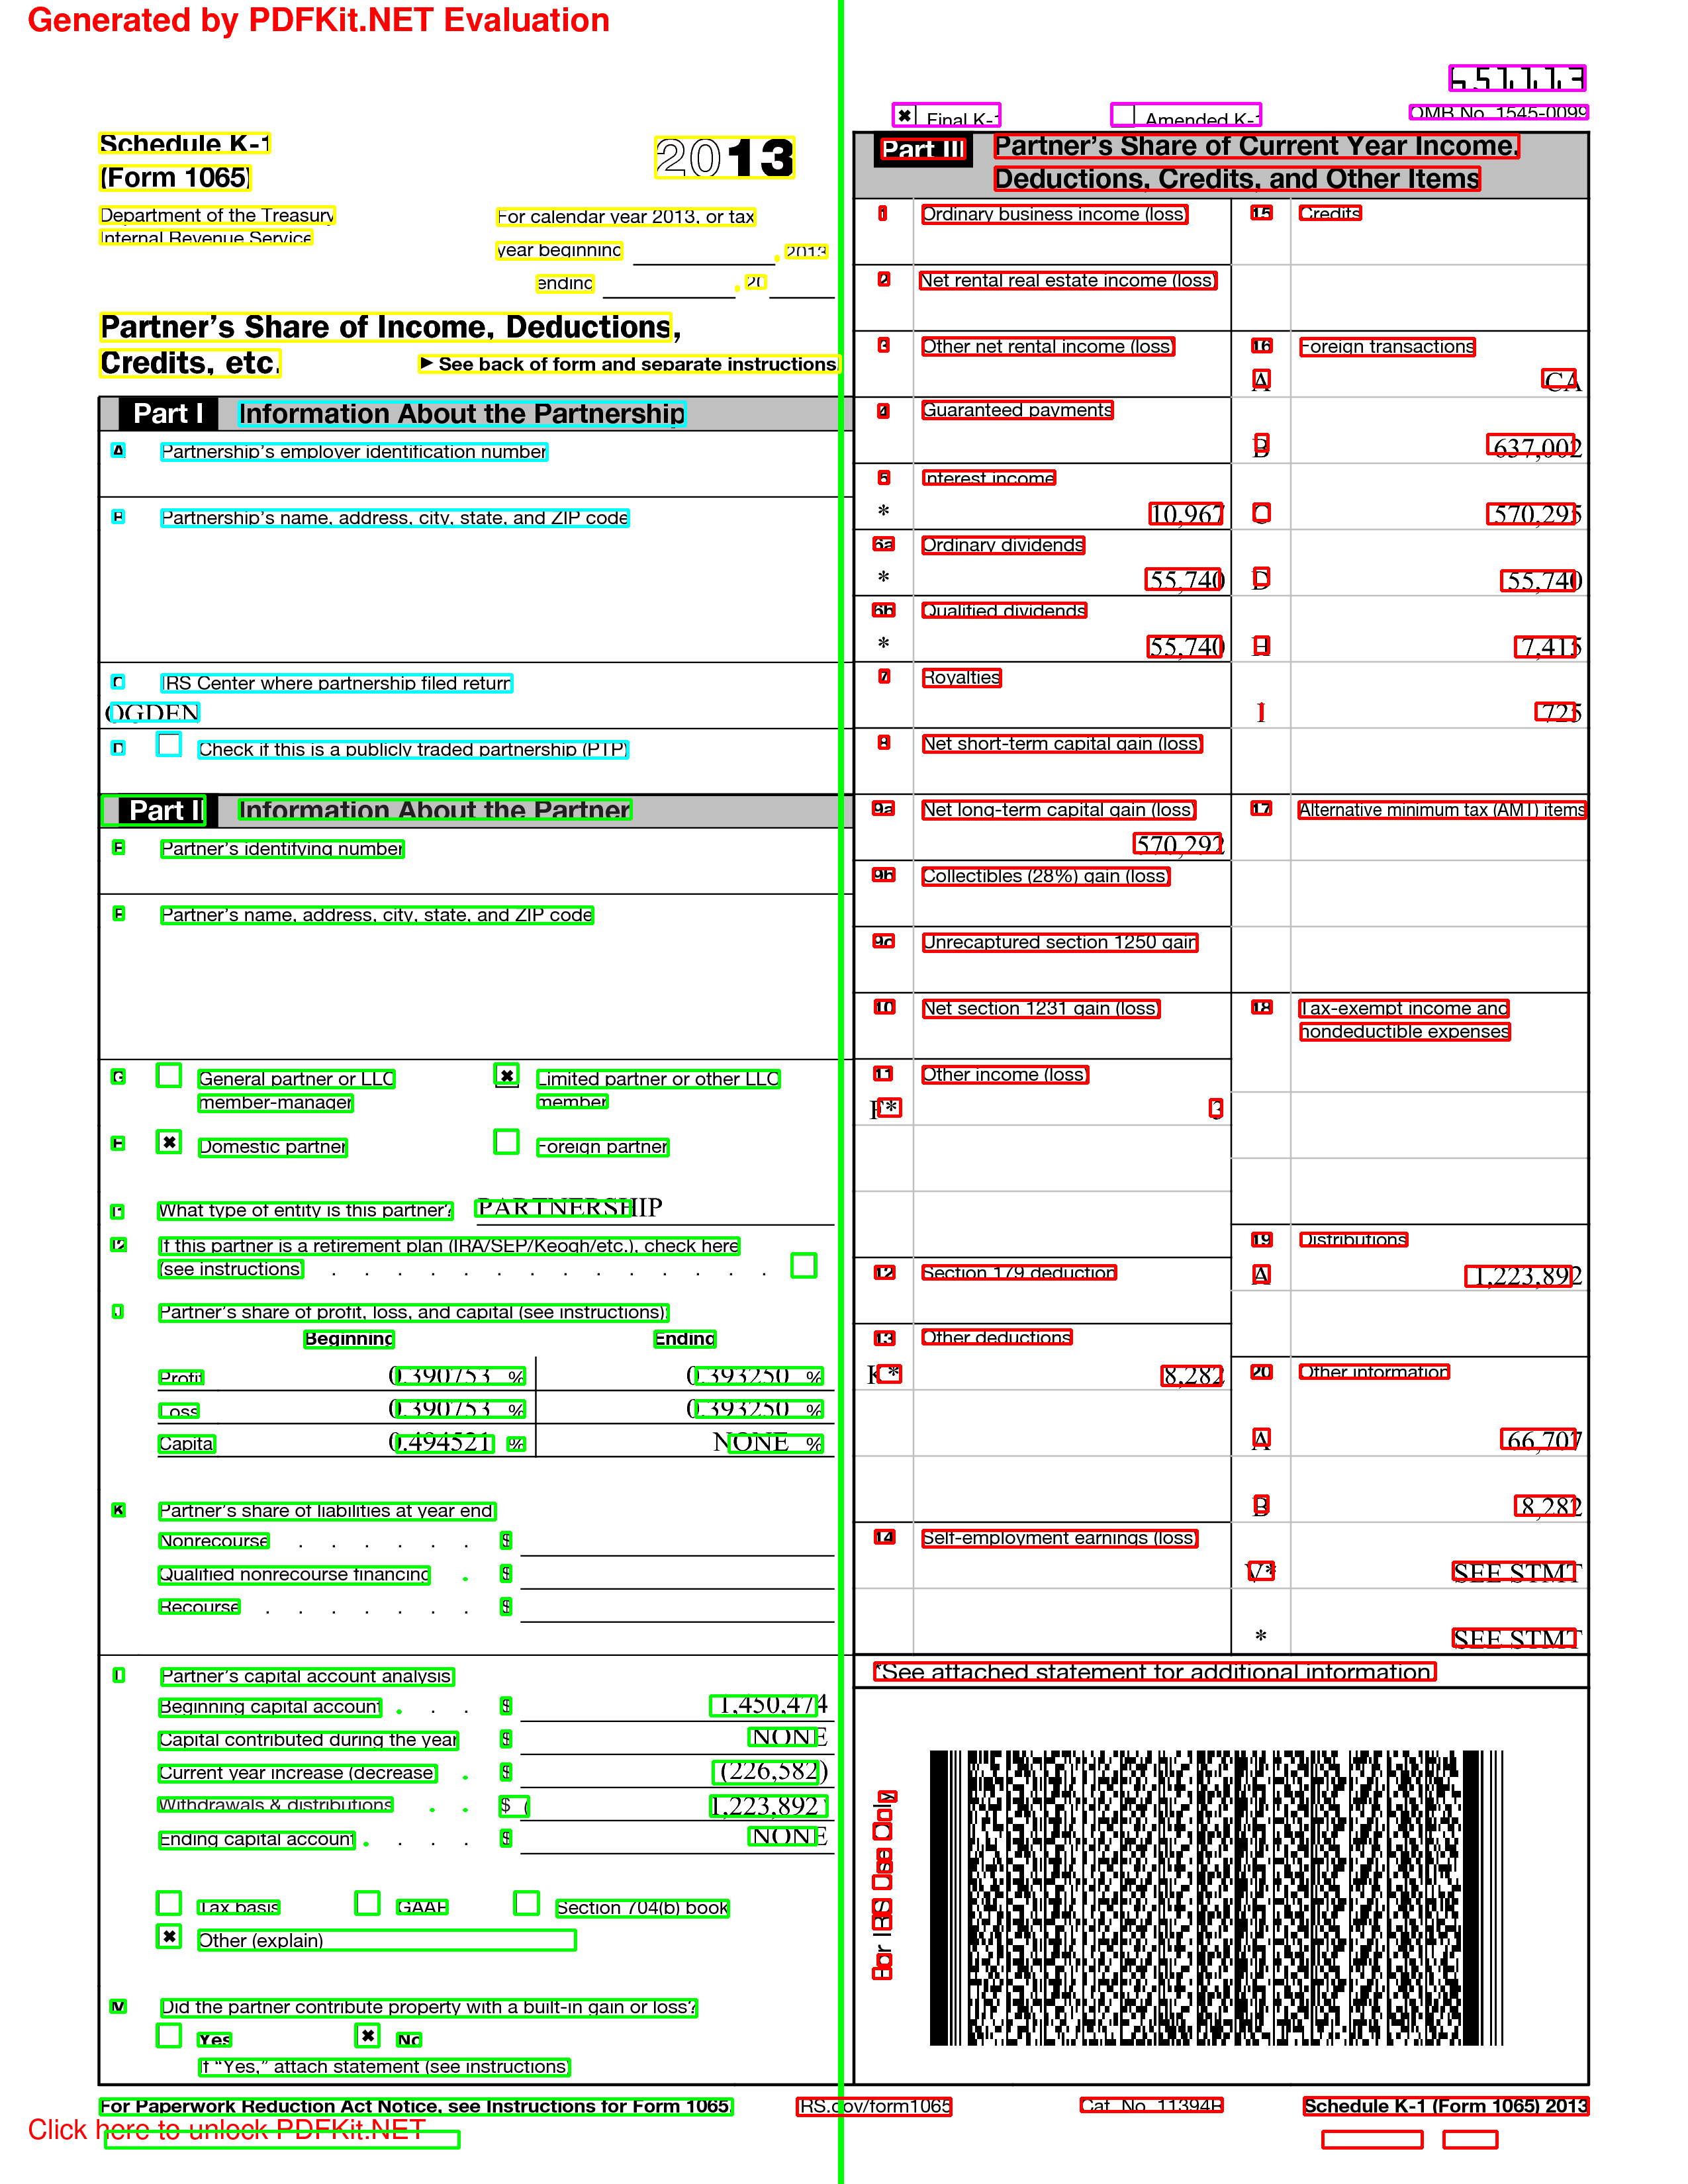 Generated by PDFKit.NET Evaluation
651113
Final K-1
Amended K-1
OMB No. 1545-0099
Schedule K-1
(Form 1065)
2013
Department of the Treasury
Internal Revenue Service
For calendar year 2013, or tax
year beginning , 2013
ending , 20
Partner's Share of Income, Deductions,
Credits, etc.
► See back of form and separate instructions.
Part I Information About the Partnership
A Partnership's employer identification number
B Partnership's name, address, city, state, and ZIP code
C IRS Center where partnership filed return
OGDEN
D Check if this is a publicly traded partnership (PTP)
Part II Information About the Partner
E Partner's identifying number
F Partner's name, address, city, state, and ZIP code
G General partner or LLC
member-manager
Limited partner or other LLC
member
H Domestic partner
Foreign partner
I1 What type of entity is this partner? PARTNERSHIP
I2 If this partner is a retirement plan (IRA/SEP/Keogh/etc.), check here
(see instructions) . . . . . . . . . . . . . .
J Partner's share of profit, loss, and capital (see instructions):
Beginning Ending
Profit 0.390753 % 0.393250 %
Loss 0.390753 % 0.393250 %
Capital 0.494521 % NONE %
K Partner's share of liabilities at year end
Nonrecourse . . . . . . $
Qualified nonrecourse financing . $
Recourse . . . . . . . $
L Partner's capital account analysis
Beginning capital account . . . $ 1,450,474
Capital contributed during the year $ NONE
Current year increase (decrease) . $ (226,582)
Withdrawals & distributions . . $ ( 1,223,892 )
Ending capital account . . . . $ NONE
Tax basis GAAP Section 704(b) book
Other (explain)
M Did the partner contribute property with a built-in gain or loss?
Yes No
If "Yes," attach statement (see instructions)
Part III Partner's Share of Current Year Income,
Deductions, Credits, and Other Items
1 Ordinary business income (loss)
2 Net rental real estate income (loss)
3 Other net rental income (loss)
4 Guaranteed payments
5 Interest income
* 10,967
6a Ordinary dividends
* 55,740
6b Qualified dividends
* 55,740
7 Royalties
8 Net short-term capital gain (loss)
9a Net long-term capital gain (loss)
570,292
9b Collectibles (28%) gain (loss)
9c Unrecaptured section 1250 gain
10 Net section 1231 gain (loss)
11 Other income (loss)
F* 3
12 Section 179 deduction
13 Other deductions
K* 8,282
14 Self-employment earnings (loss)
15 Credits
16 Foreign transactions
A CA
B 637,002
C 570,295
D 55,740
H 7,415
I 725
17 Alternative minimum tax (AMT) items
18 Tax-exempt income and
nondeductible expenses
19 Distributions
A 1,223,892
20 Other information
A 66,707
B 8,282
V* SEE STMT
* SEE STMT
*See attached statement for additional information.
For IRS Use Only
For Paperwork Reduction Act Notice, see Instructions for Form 1065.
IRS.gov/form1065
Cat. No. 11394R
Schedule K-1 (Form 1065) 2013
Click here to unlock PDFKit.NET